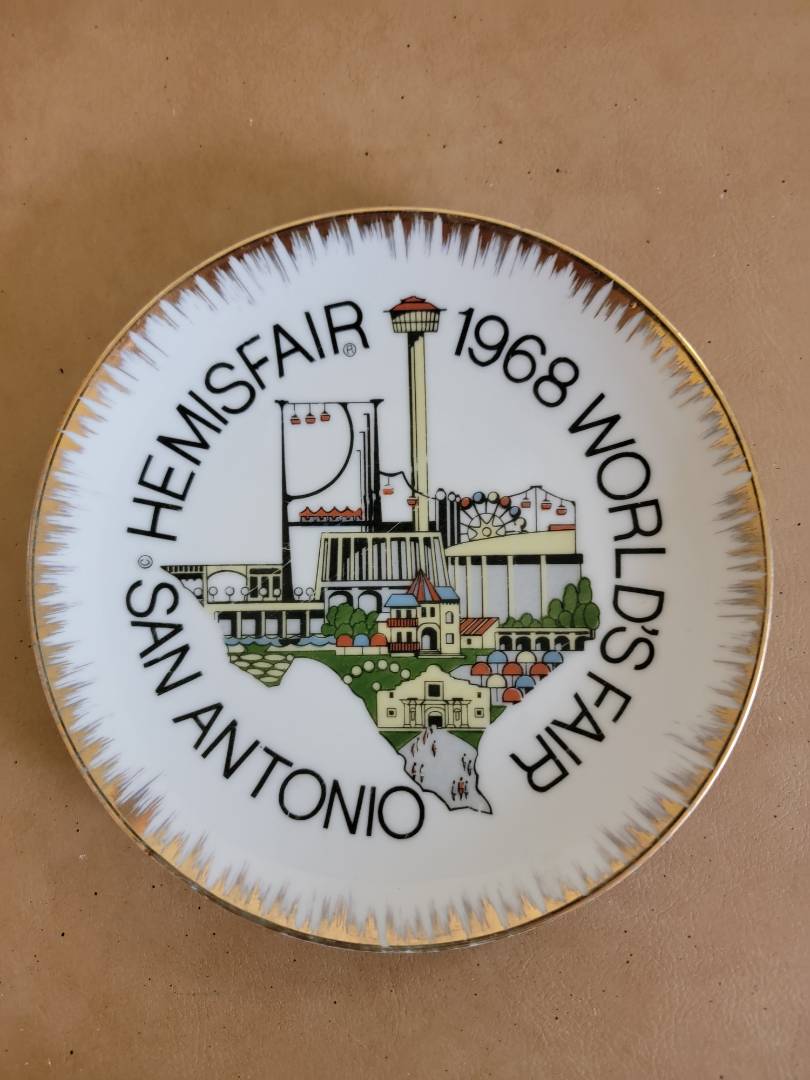 SAN ANTONIO
© HEMISFAIR®
1968 WORLD'S FAIR